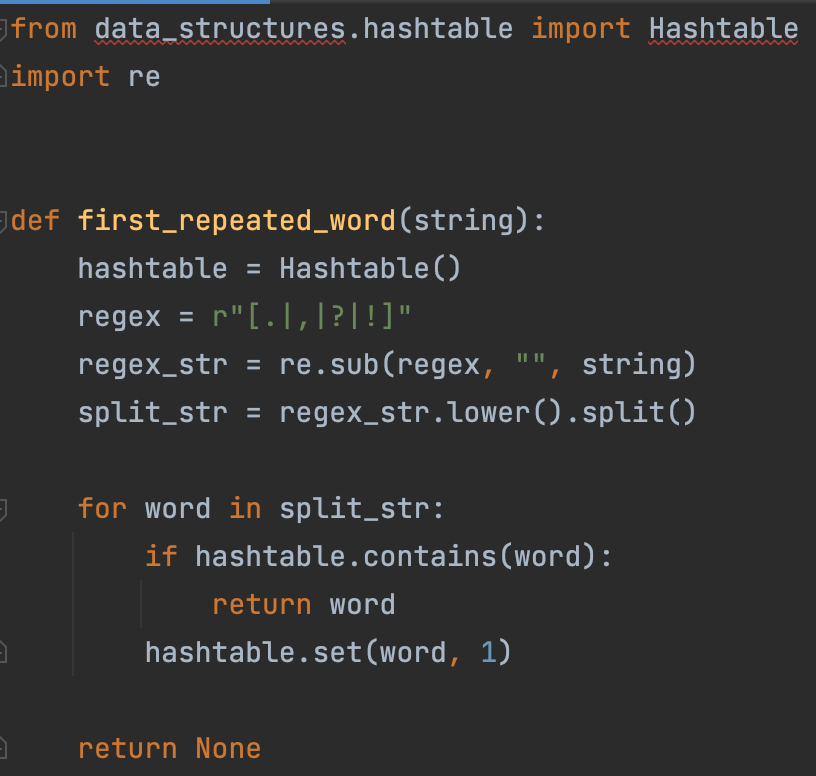 from data_structures.hashtable import Hashtable
import re
def first_repeated_word(string):
    hashtable = Hashtable()
    regex = r"[.|,|?|!]"
    regex_str = re.sub(regex, "", string)
    split_str = regex_str.lower().split()
    for word in split_str:
        if hashtable.contains(word):
            return word
        hashtable.set(word, 1)
    return None